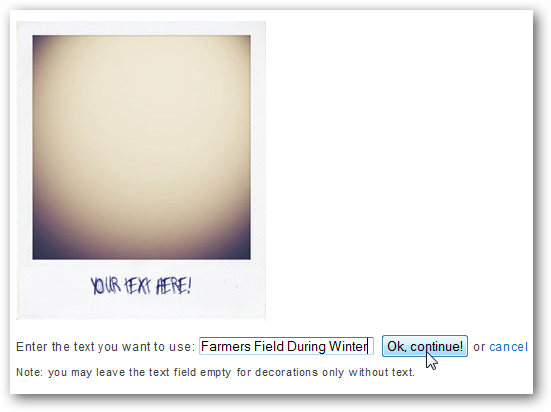 YOUR TEXT HERE!
Enter the text you want to use: Farmers Field During Winter Ok, continue! or cancel
Note: you may leave the text field empty for decorations only without text.